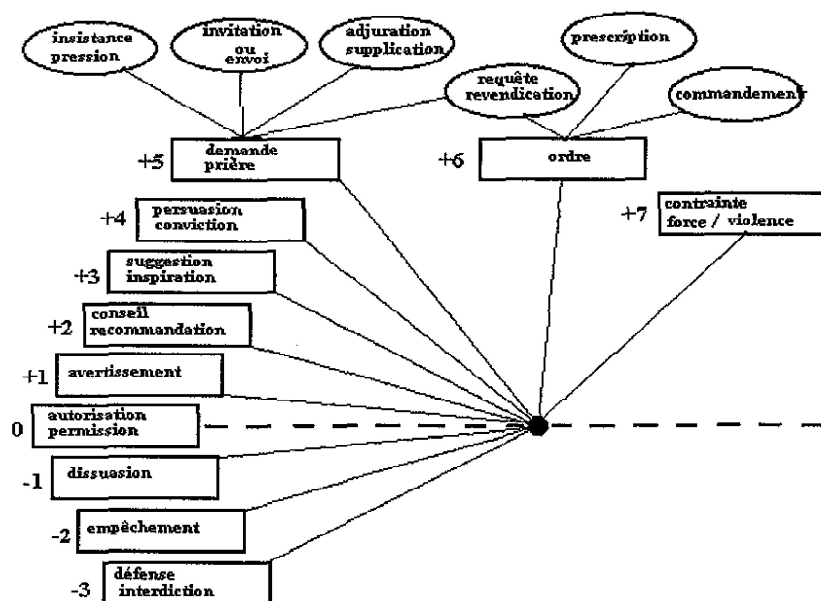 insistance
pression
invitation
ou
envoi
adjuration
supplication
requête
revendication
prescription
commandement
+5
demande
prière
+6
ordre
+4
persuasion
conviction
+7
contrainte
force / violence
+3
suggestion
inspiration
+2
conseil
recommandation
+1
avertissement
0
autorisation
permission
-1
dissuasion
-2
empêchement
-3
défense
interdiction